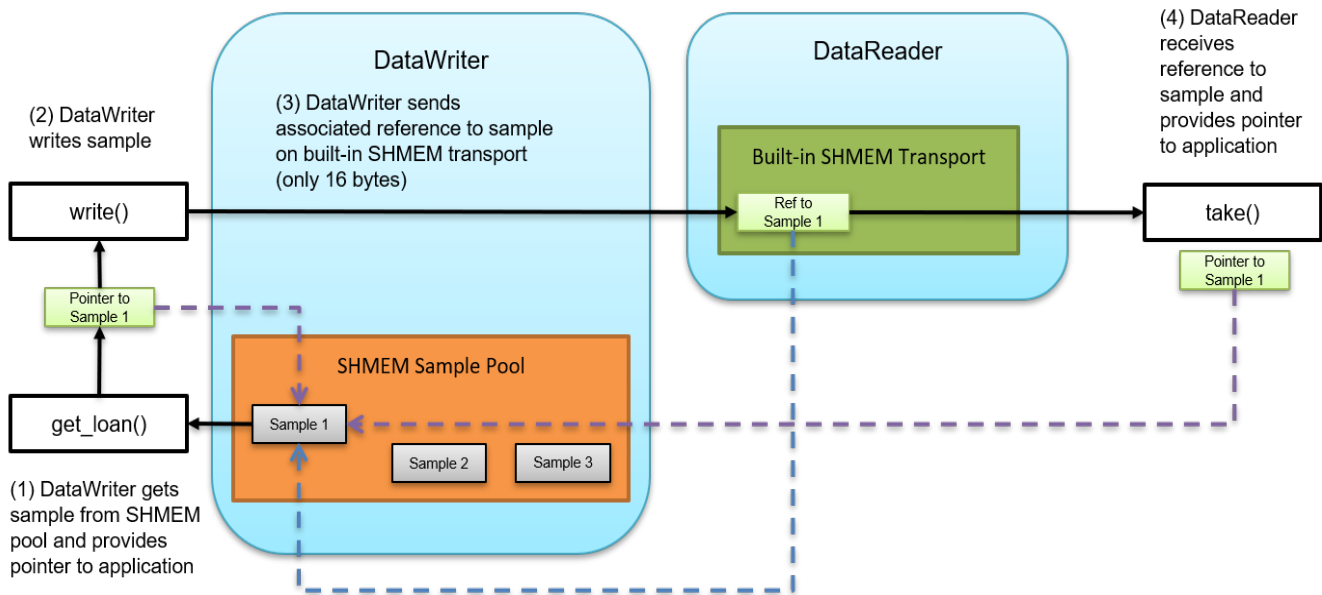 DataWriter
DataReader
(4) DataReader
receives
reference to
sample and
provides pointer
to application
(2) DataWriter
writes sample
(3) DataWriter sends
associated reference to sample
on built-in SHMEM transport
(only 16 bytes)
Built-in SHMEM Transport
write()
Ref to
Sample 1
take()
Pointer to
Sample 1
Pointer to
Sample 1
SHMEM Sample Pool
get_loan()
Sample 1
Sample 2
Sample 3
(1) DataWriter gets
sample from SHMEM
pool and provides
pointer to application